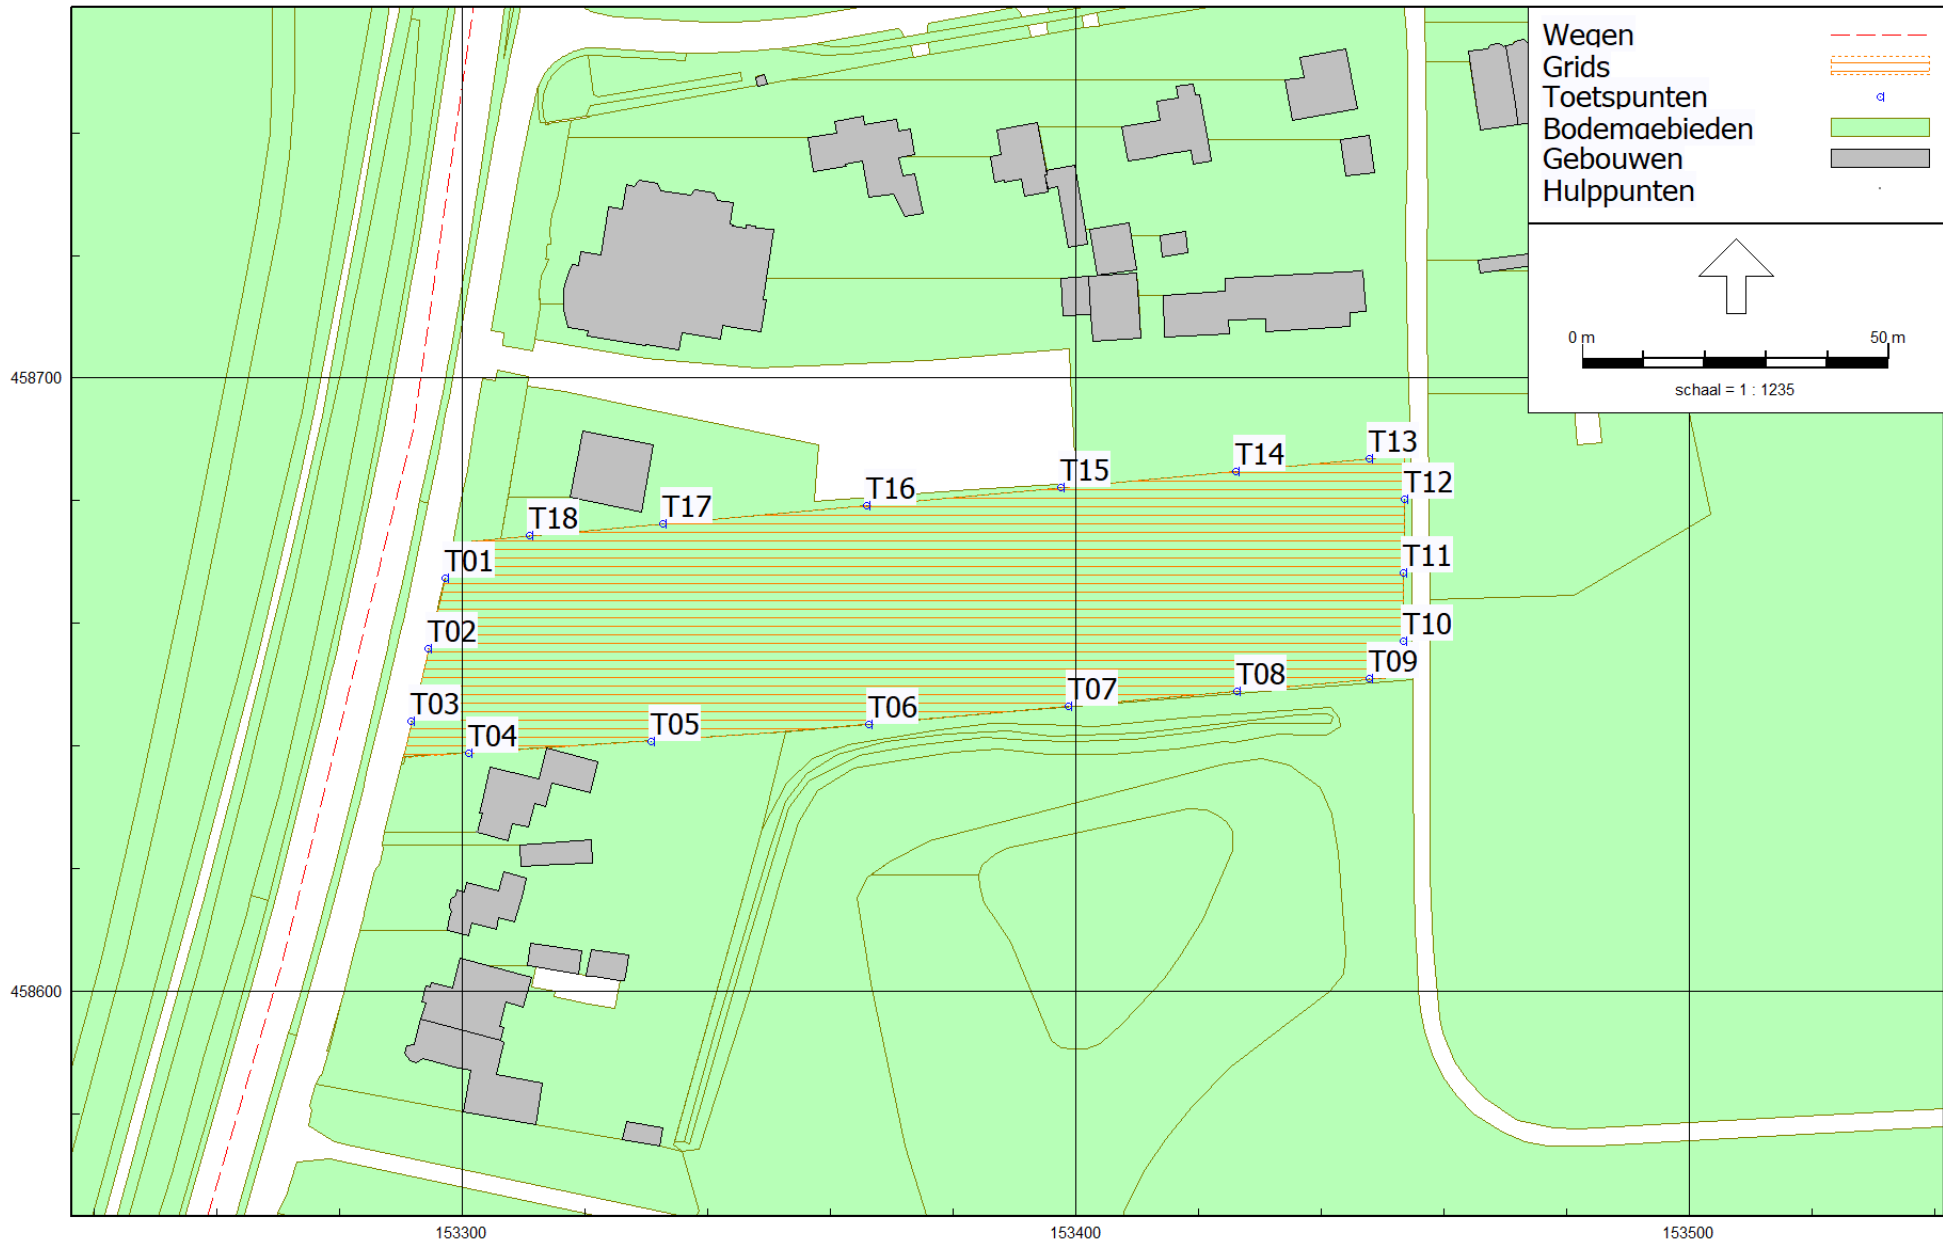 Wegen
Grids
Toetspunten
Bodemgebieden
Gebouwen
Hulppunten
0 m 50 m
schaal = 1 : 1235
458700
T13
T14
T15
T12
T16
T17
T18
T01
T11
T02
T10
T09
T08
T07
T03
T06
T05
T04
458600
153300 153400 153500